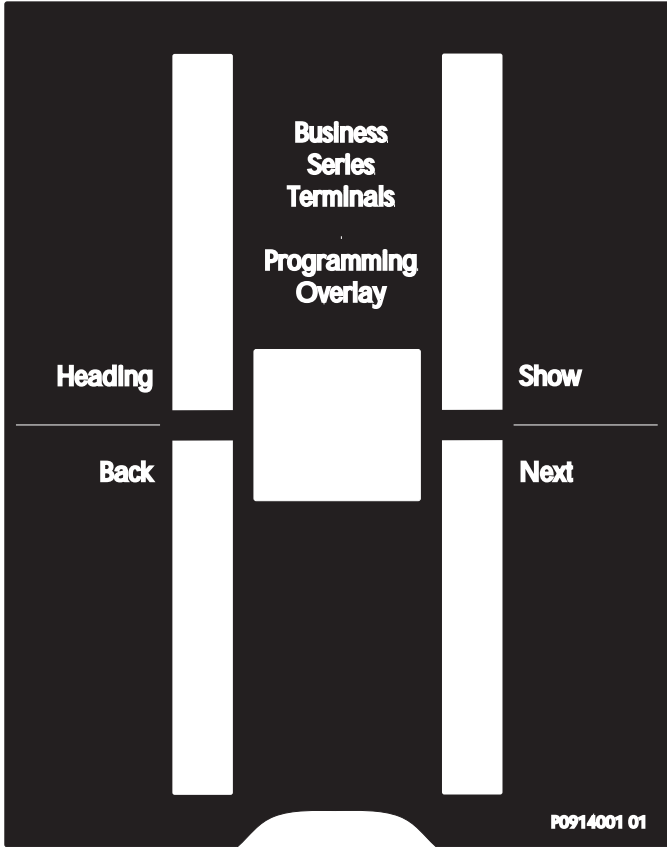 Business
Series
Terminals
Programming
Overlay
Heading
Show
Back
Next
P0914001 01